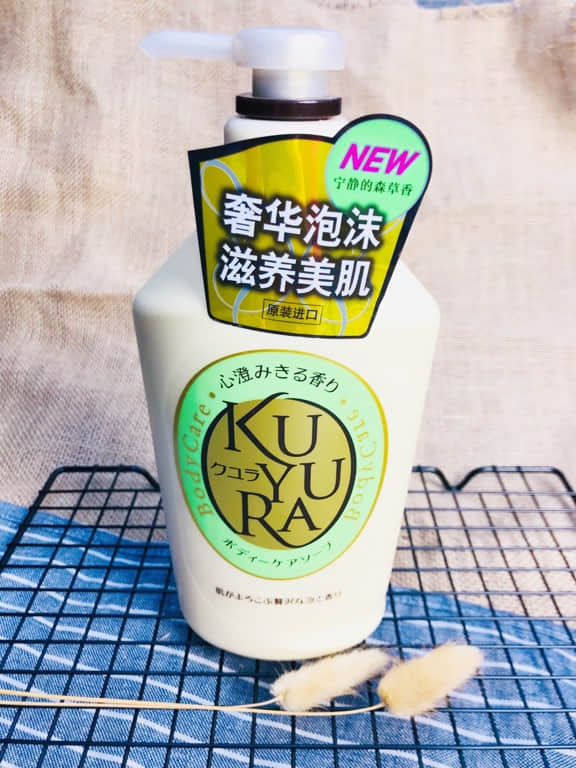 NEW
宁静的森草香
奢华泡沫
滋养美肌
原装进口
心澄みきる香り
BodyCare
BodyCare
KU
クユラ
YU
RA
ボディーケアソープ
肌がよろこぶ贅沢な泡と香り